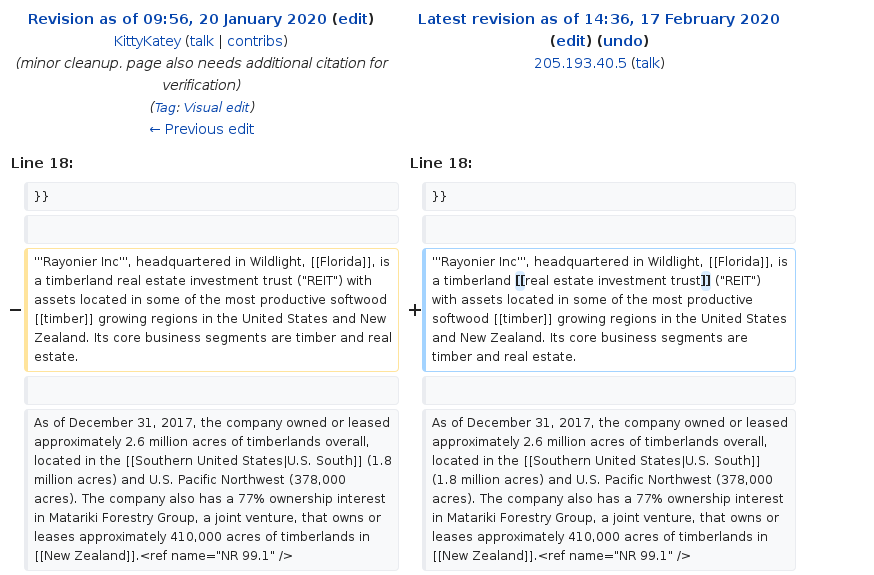 Revision as of 09:56, 20 January 2020 (edit)
KittyKatey (talk | contribs)
(minor cleanup. page also needs additional citation for
verification)
(Tag: Visual edit)
← Previous edit
Latest revision as of 14:36, 17 February 2020
(edit) (undo)
205.193.40.5 (talk)
Line 18:
Line 18:
}}
}}
− '''Rayonier Inc''', headquartered in Wildlight, [[Florida]], is
a timberland real estate investment trust ("REIT") with
assets located in some of the most productive softwood
[[timber]] growing regions in the United States and New
Zealand. Its core business segments are timber and real
estate.
+ '''Rayonier Inc''', headquartered in Wildlight, [[Florida]], is
a timberland [[real estate investment trust]] ("REIT")
with assets located in some of the most productive
softwood [[timber]] growing regions in the United States
and New Zealand. Its core business segments are
timber and real estate.
As of December 31, 2017, the company owned or leased
approximately 2.6 million acres of timberlands overall,
located in the [[Southern United States|U.S. South]] (1.8
million acres) and U.S. Pacific Northwest (378,000
acres). The company also has a 77% ownership interest
in Matariki Forestry Group, a joint venture, that owns or
leases approximately 410,000 acres of timberlands in
[[New Zealand]].<ref name="NR 99.1" />
As of December 31, 2017, the company owned or leased
approximately 2.6 million acres of timberlands overall,
located in the [[Southern United States|U.S. South]]
(1.8 million acres) and U.S. Pacific Northwest (378,000
acres). The company also has a 77% ownership interest
in Matariki Forestry Group, a joint venture, that owns or
leases approximately 410,000 acres of timberlands in
[[New Zealand]].<ref name="NR 99.1" />